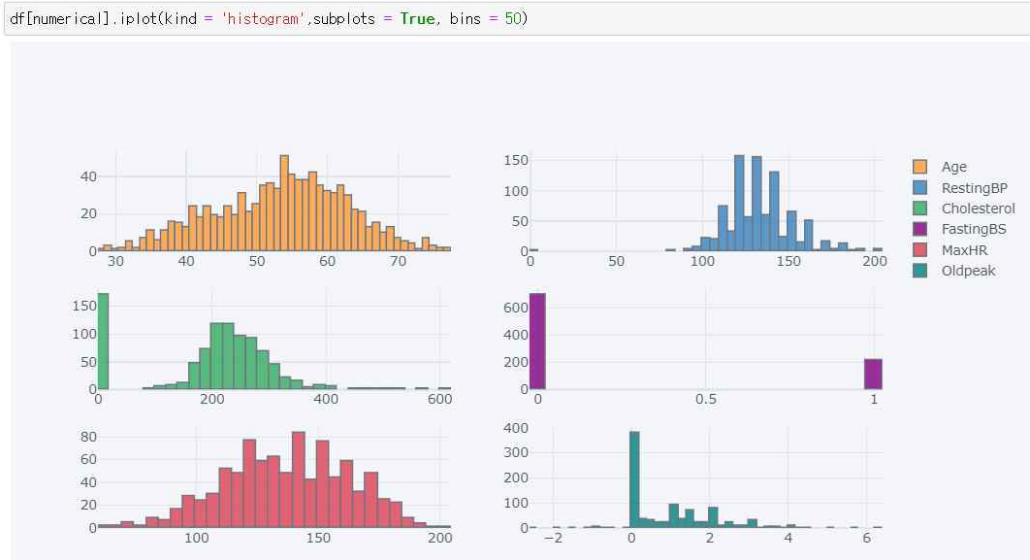 df[numerical].iplot(kind = 'histogram',subplots = True, bins = 50)
40
20
0
30 40 50 60 70
150
100
50
0
0 50 100 150 200
Age
RestingBP
Cholesterol
FastingBS
MaxHR
Oldpeak
150
100
50
0
0 200 400 600
600
400
200
0
0 0.5 1
80
60
40
20
0
100 150 200
400
300
200
100
0
−2 0 2 4 6